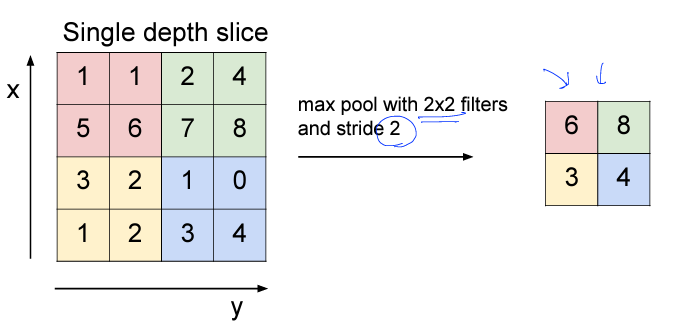 Single depth slice
x
1 1 2 4
5 6 7 8
3 2 1 0
1 2 3 4
y
max pool with 2x2 filters
and stride 2
6 8
3 4